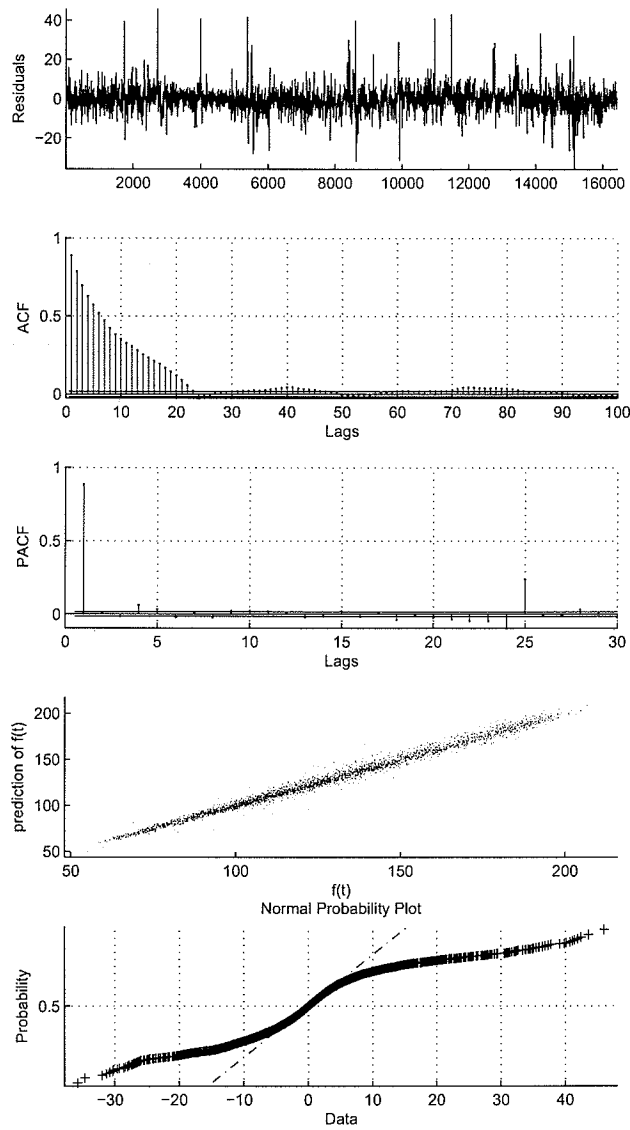 40
20
Residuals
0
−20
2000 4000 6000 8000 10000 12000 14000 16000
1
ACF
0.5
0
0 10 20 30 40 50 60 70 80 90 100
Lags
1
PACF
0.5
0
0 5 10 15 20 25 30
Lags
200
prediction of f(t)
150
100
50
50 100 150 200
f(t)
Normal Probability Plot
Probability
0.5
−30 −20 −10 0 10 20 30 40
Data